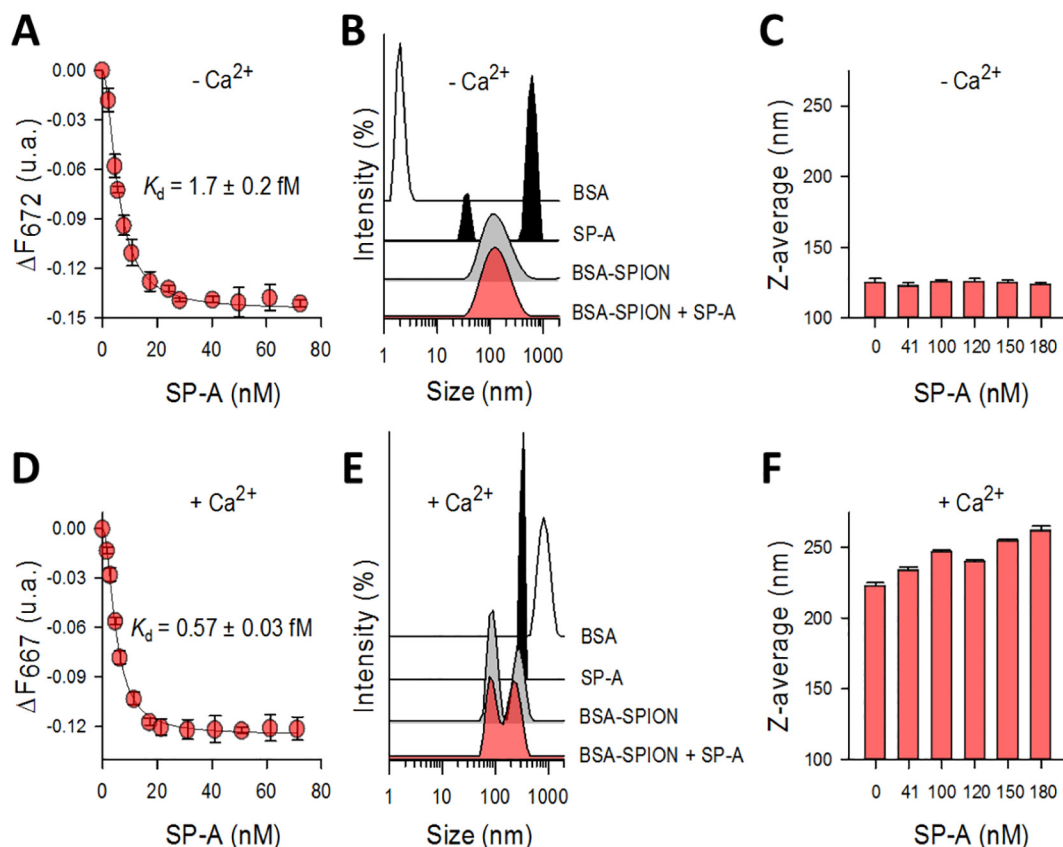 A
- Ca2+
0.00
-0.03
-0.06
-0.09
-0.12
-0.15
Kd = 1.7 ± 0.2 fM
ΔF672 (u.a.)
0 20 40 60 80
SP-A (nM)
B
- Ca2+
Intensity (%)
BSA
SP-A
BSA-SPION
BSA-SPION + SP-A
1 10 100 1000
Size (nm)
C
- Ca2+
Z-average (nm)
250
200
150
100
0 41 100 120 150 180
SP-A (nM)
D
+ Ca2+
0.00
-0.03
-0.06
-0.09
-0.12
Kd = 0.57 ± 0.03 fM
ΔF667 (u.a.)
0 20 40 60 80
SP-A (nM)
E
+ Ca2+
Intensity (%)
BSA
SP-A
BSA-SPION
BSA-SPION + SP-A
1 10 100 1000
Size (nm)
F
+ Ca2+
Z-average (nm)
250
200
150
100
0 41 100 120 150 180
SP-A (nM)